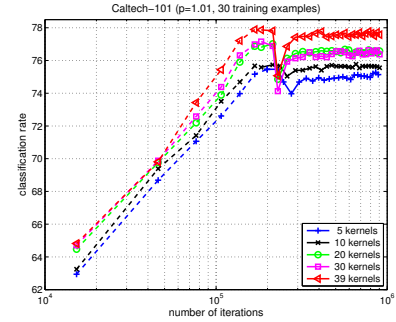 Caltech−101 (p=1.01, 30 training examples)
78
76
74
72
70
68
66
64
62
classification rate
10^4
10^5
10^6
number of iterations
5 kernels
10 kernels
20 kernels
30 kernels
39 kernels